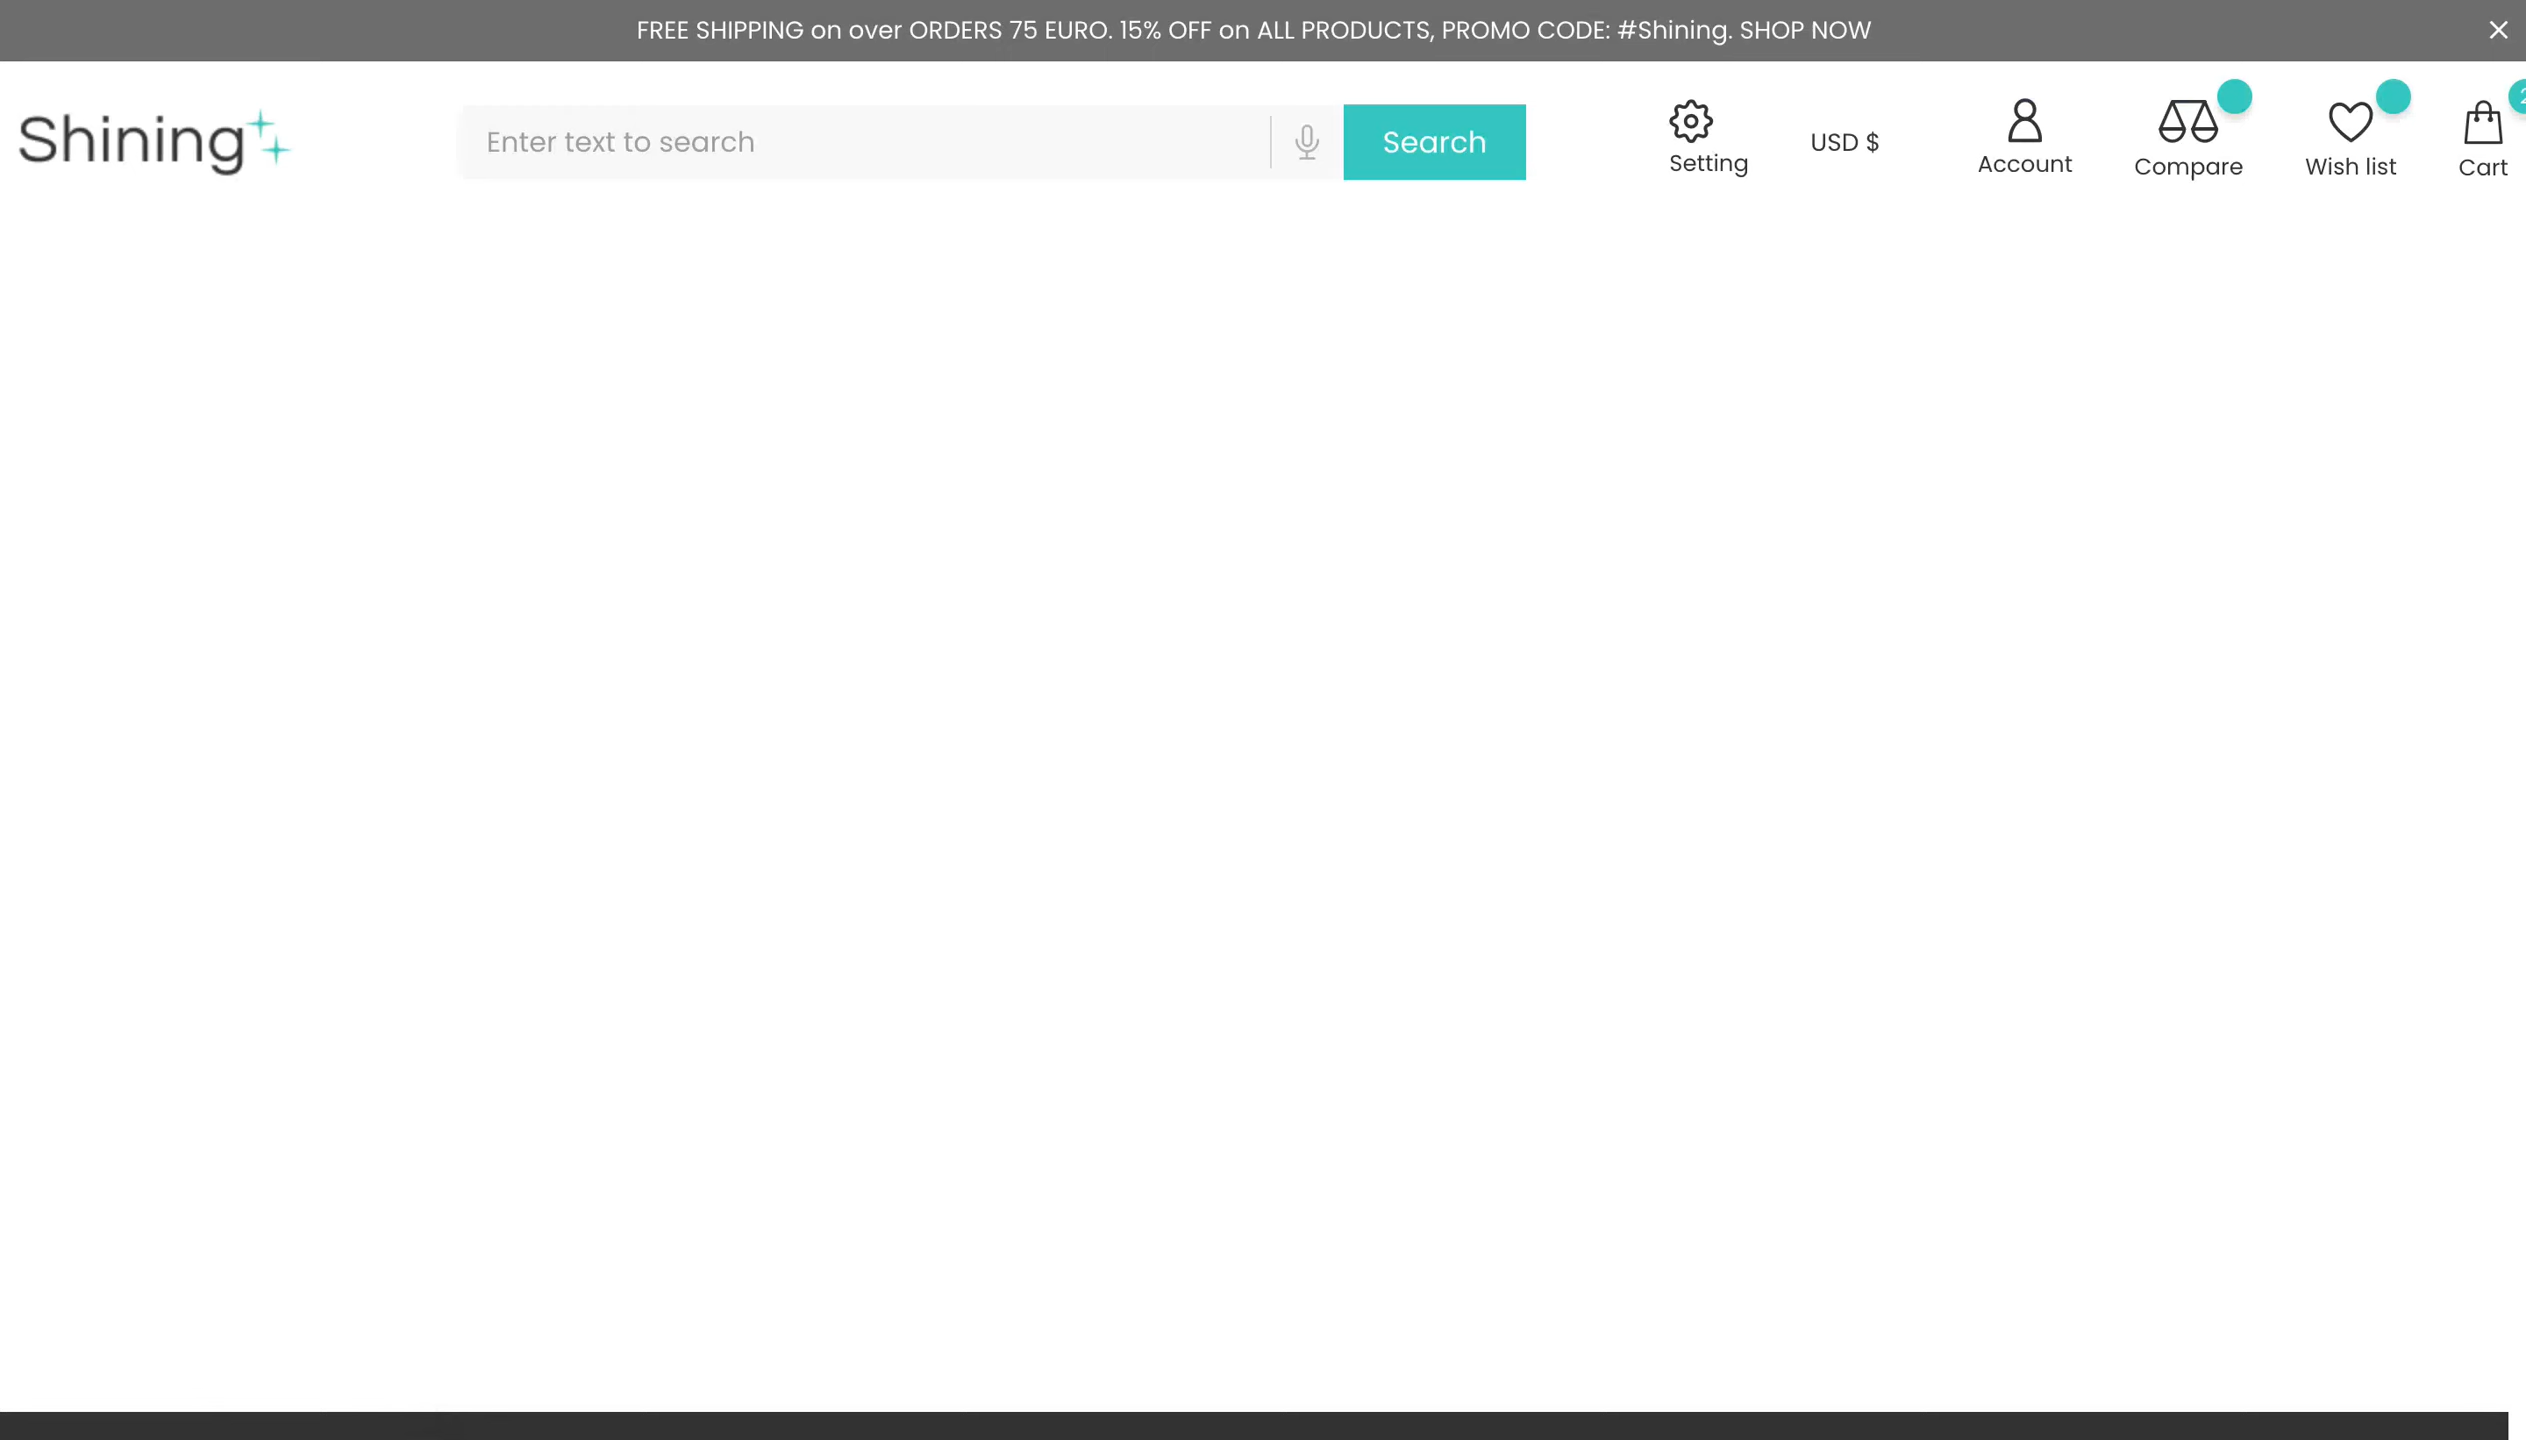 FREE SHIPPING on over ORDERS 75 EURO. 15% OFF on ALL PRODUCTS, PROMO CODE: #Shining. SHOP NOW
Shining
Enter text to search
Search
Setting
USD $
Account
Compare
Wish list
Cart